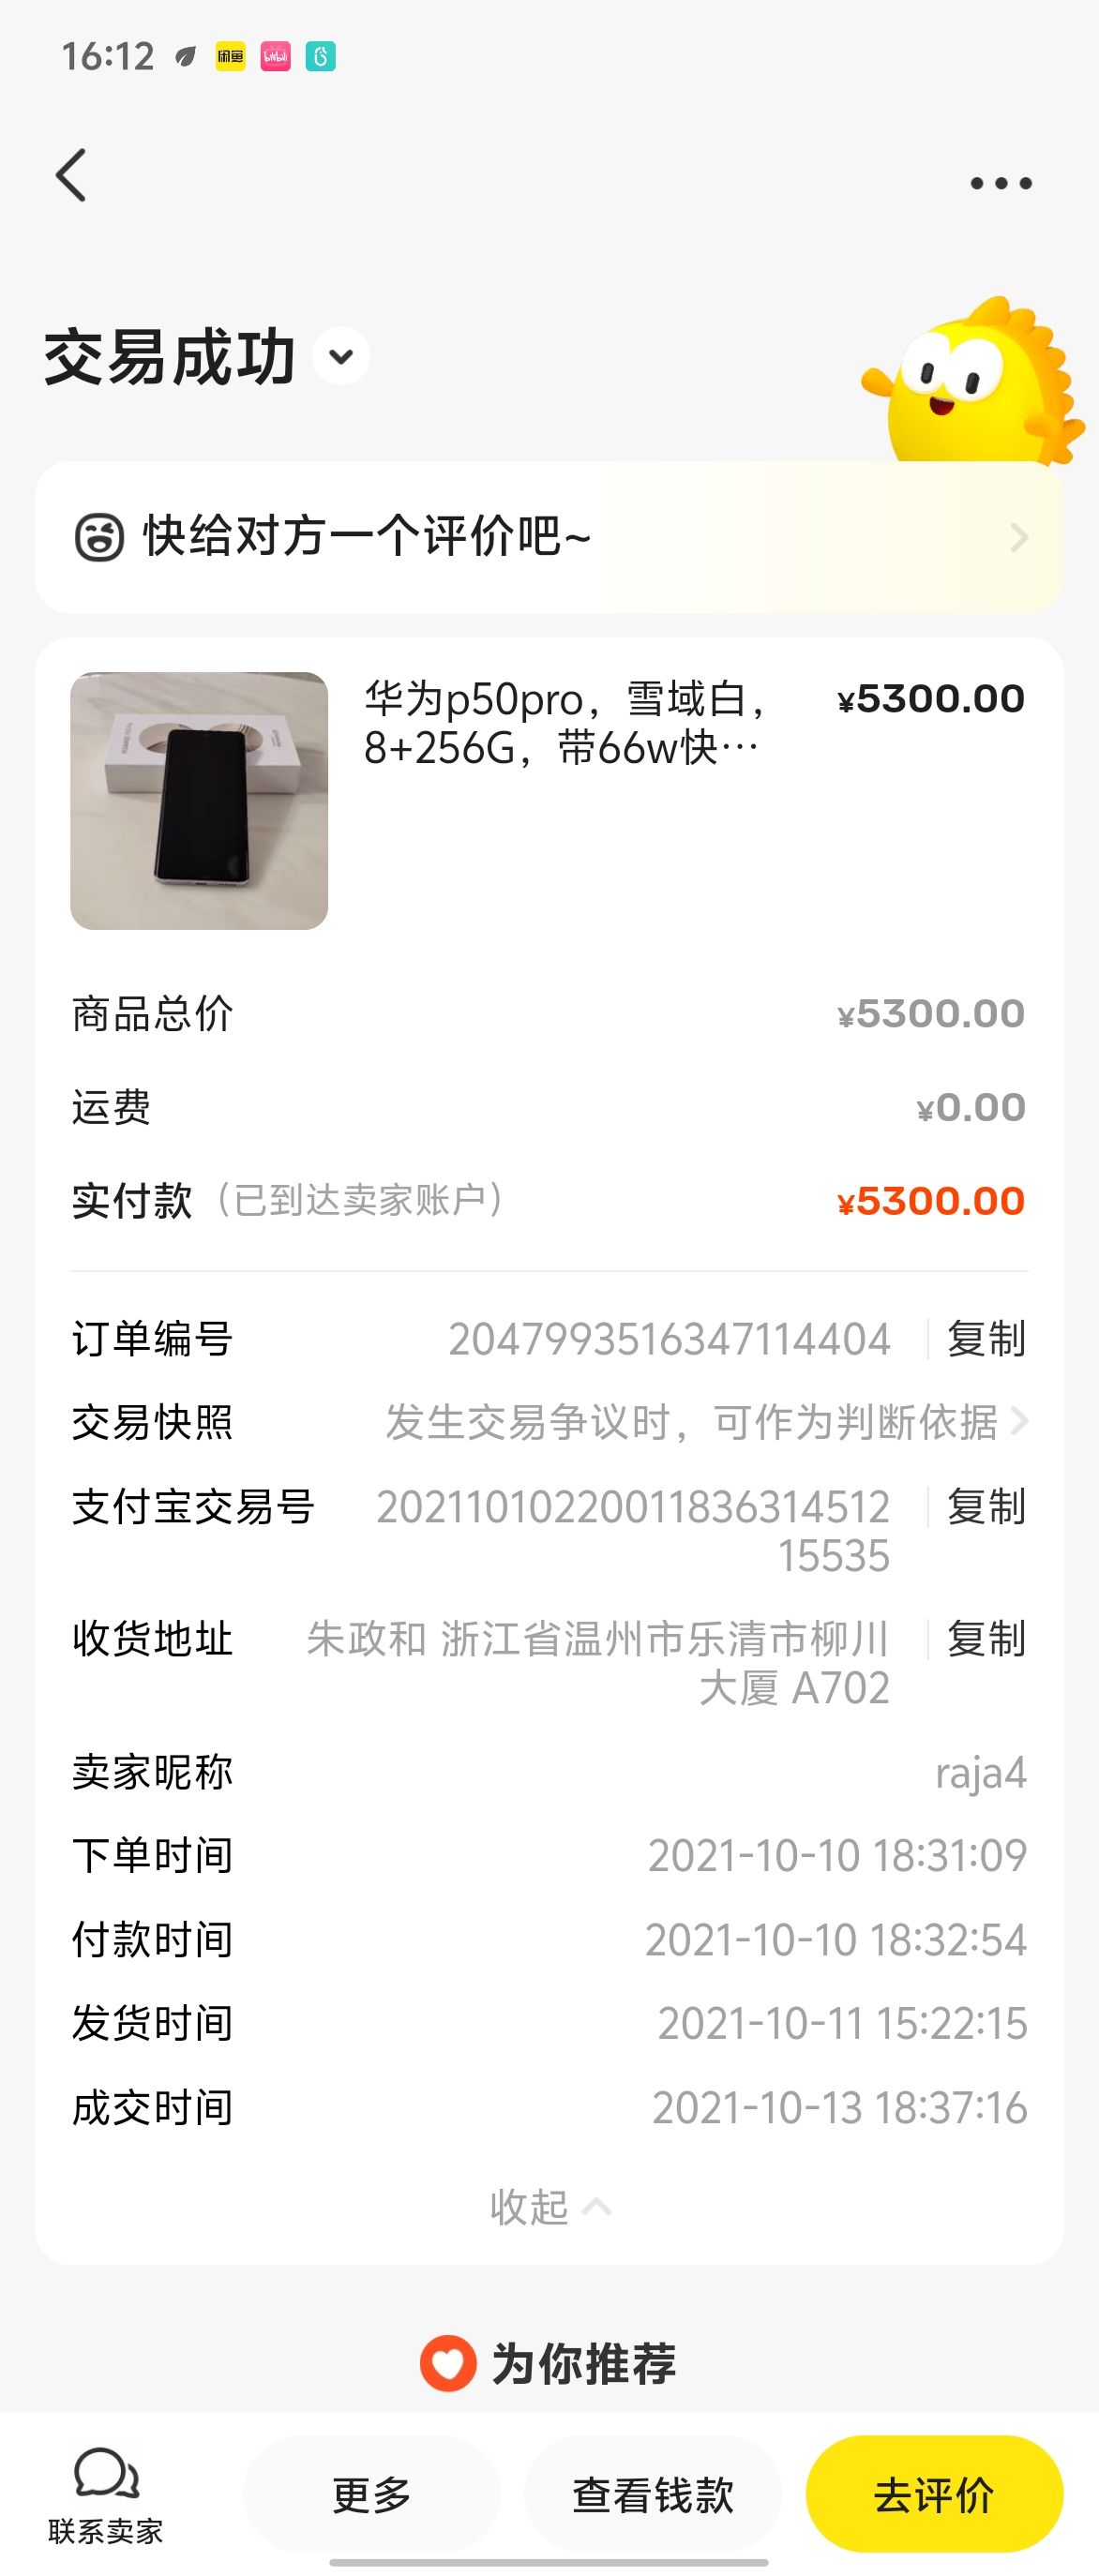 16:12
闲鱼
bilibili
交易成功
快给对方一个评价吧~
华为p50pro，雪域白，
8+256G，带66w快…
¥5300.00
商品总价 ¥5300.00
运费 ¥0.00
实付款（已到达卖家账户） ¥5300.00
订单编号 2047993516347114404 复制
交易快照 发生交易争议时，可作为判断依据
支付宝交易号 20211010220011836314512 复制
15535
收货地址 朱政和 浙江省温州市乐清市柳川 复制
大厦 A702
卖家昵称 raja4
下单时间 2021-10-10 18:31:09
付款时间 2021-10-10 18:32:54
发货时间 2021-10-11 15:22:15
成交时间 2021-10-13 18:37:16
收起
为你推荐
联系卖家
更多
查看钱款
去评价